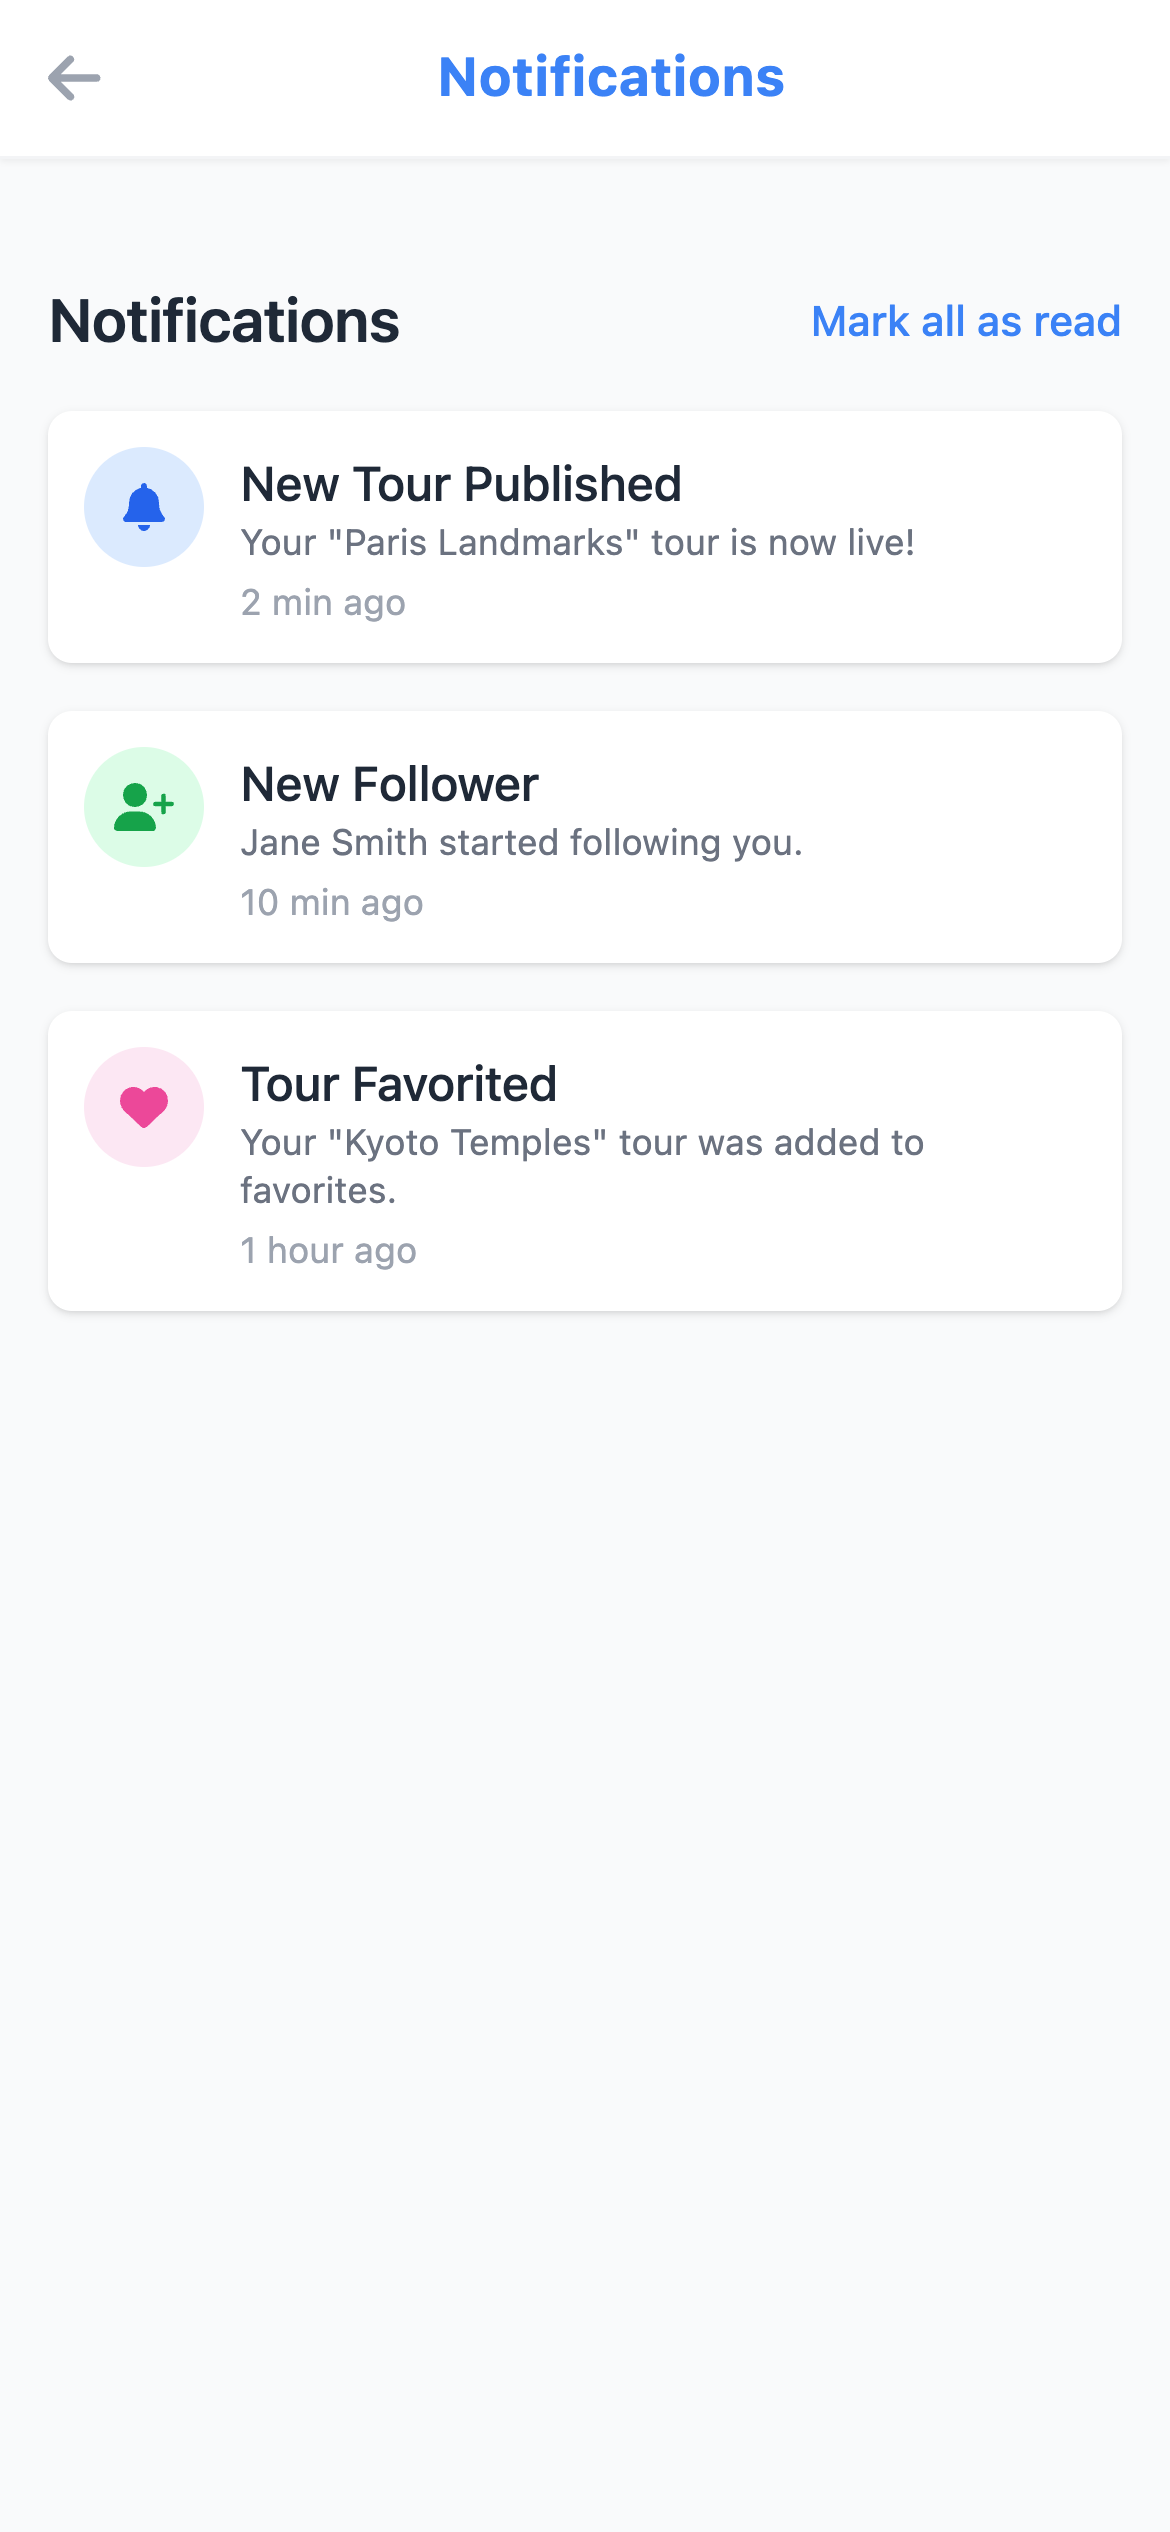 Notifications
Notifications
Mark all as read
New Tour Published
Your "Paris Landmarks" tour is now live!
2 min ago
New Follower
Jane Smith started following you.
10 min ago
Tour Favorited
Your "Kyoto Temples" tour was added to
favorites.
1 hour ago